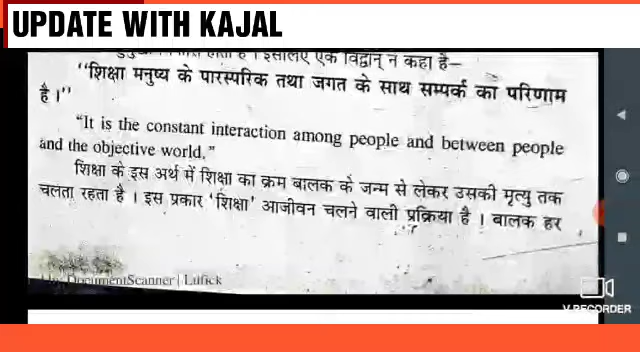 UPDATE WITH KAJAL
होता है । इसलिए एक विद्वान् ने कहा है—
“शिक्षा मनुष्य के पारस्परिक तथा जगत के साथ सम्पर्क का परिणाम
है ।”
“It is the constant interaction among people and between people
and the objective world.”
शिक्षा के इस अर्थ में शिक्षा का क्रम बालक के जन्म से लेकर उसकी मृत्यु तक
चलता रहता है । इस प्रकार ‘शिक्षा’ आजीवन चलने वाली प्रक्रिया है । बालक हर
DocumentScanner | Lufick
V RECORDER